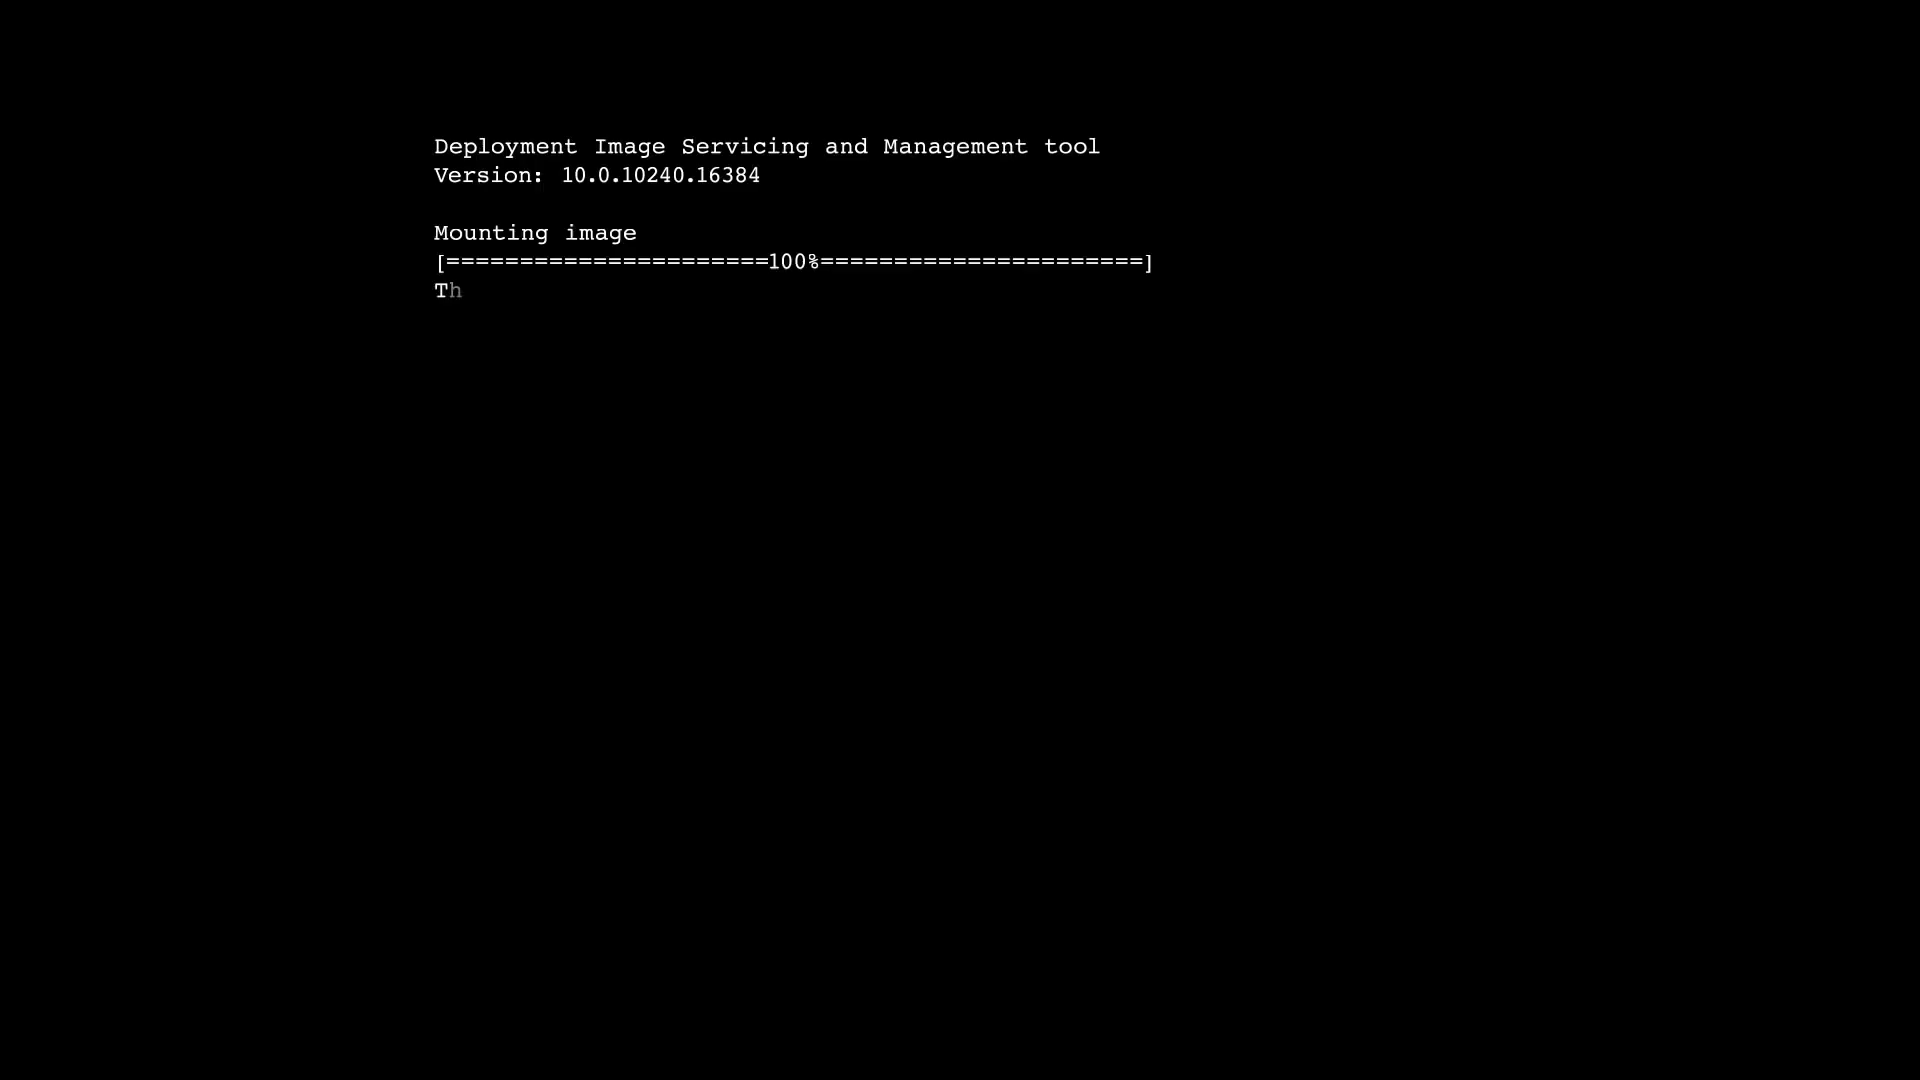 Deployment Image Servicing and Management tool
Version: 10.0.10240.16384
Mounting image
[======================100%======================]
Th